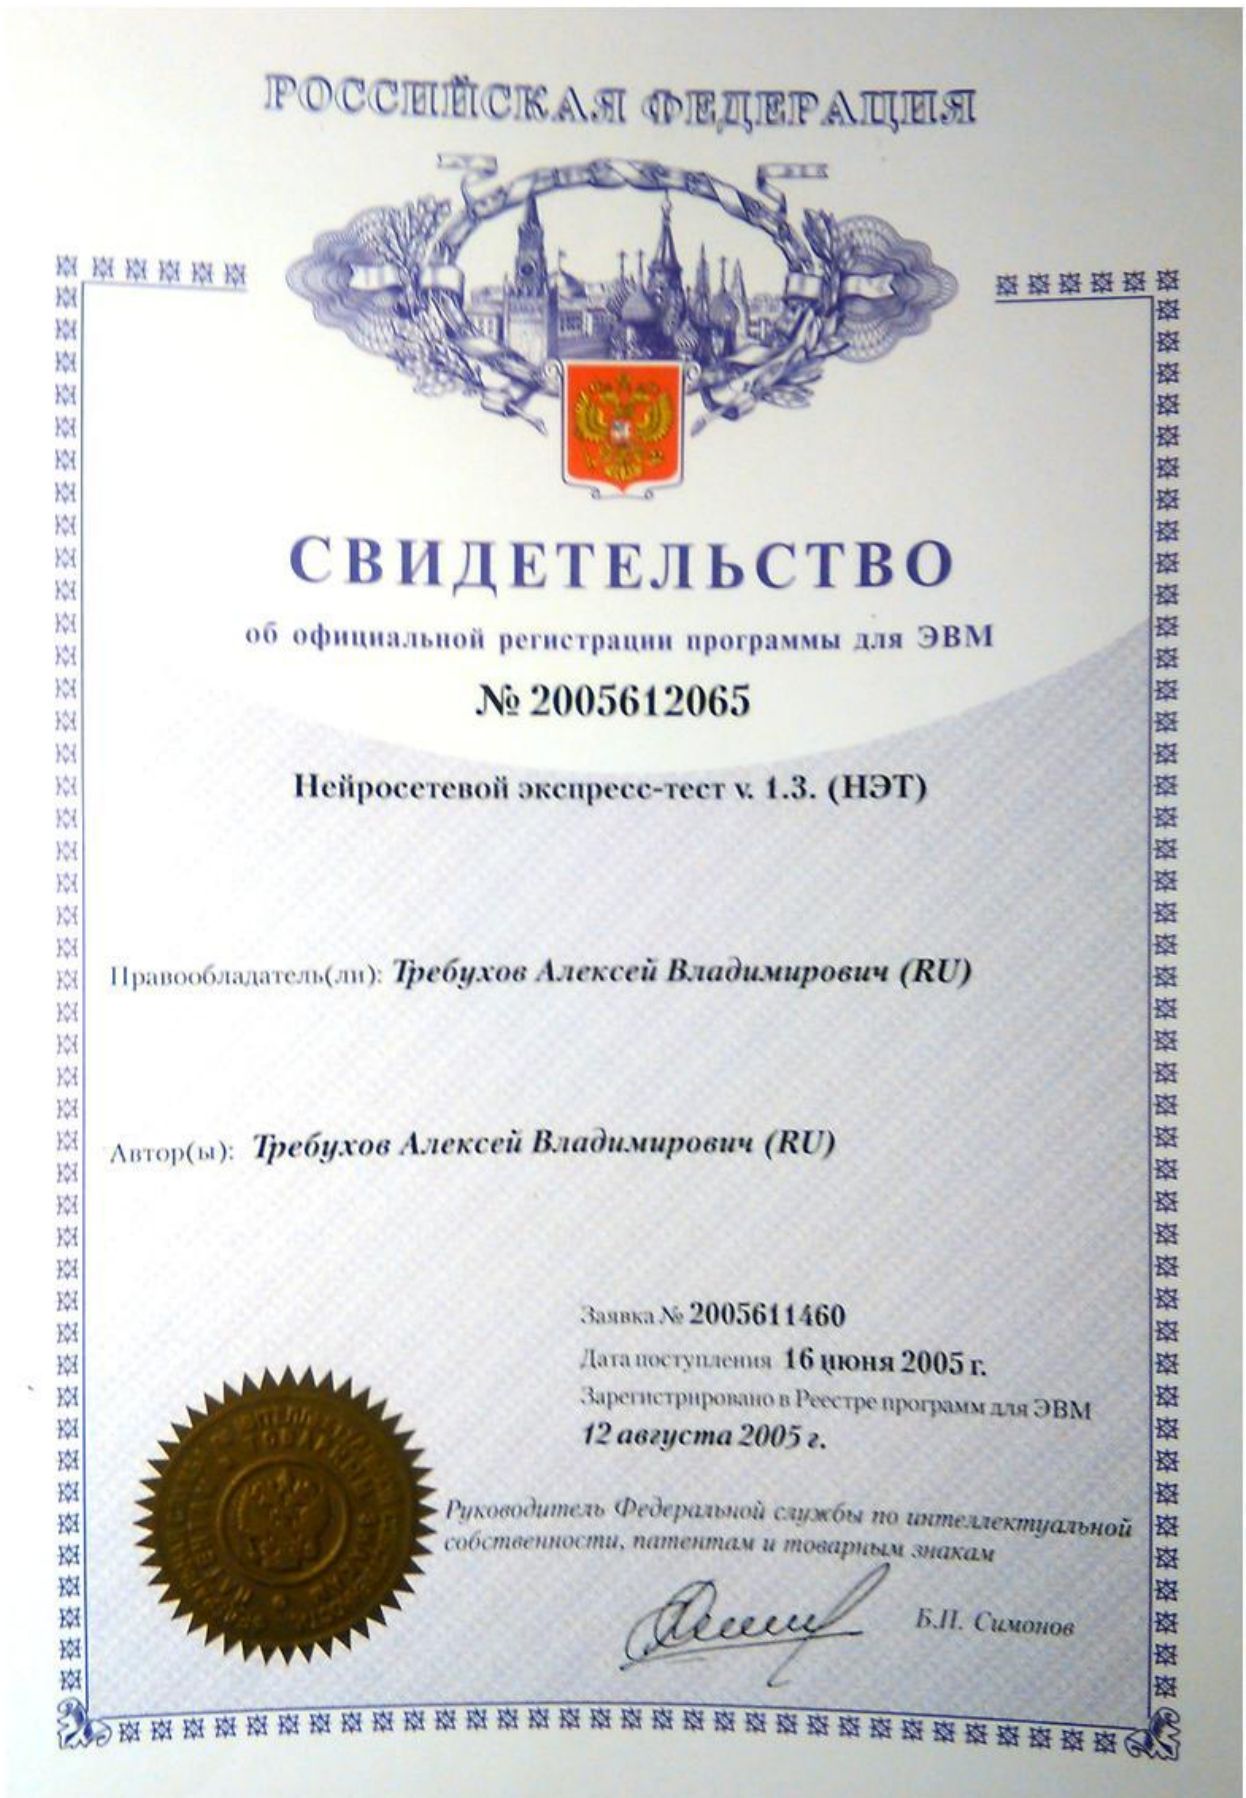 РОССИЙСКАЯ ФЕДЕРАЦИЯ
СВИДЕТЕЛЬСТВО
об официальной регистрации программы для ЭВМ
№ 2005612065
Нейросетевой экспресс-тест v. 1.3. (НЭТ)
Правообладатель(ли): Требухов Алексей Владимирович (RU)
Автор(ы): Требухов Алексей Владимирович (RU)
Заявка № 2005611460
Дата поступления 16 июня 2005 г.
Зарегистрировано в Реестре программ для ЭВМ
12 августа 2005 г.
Руководитель Федеральной службы по интеллектуальной
собственности, патентам и товарным знакам
Б.П. Симонов